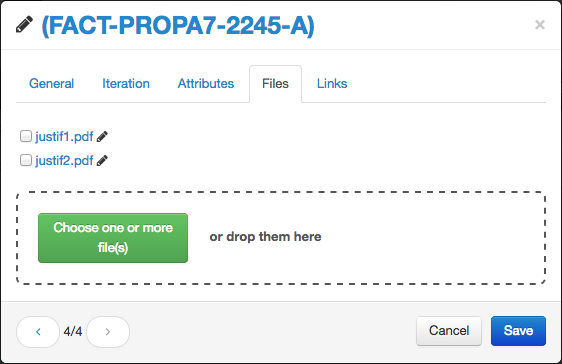 (FACT-PROPA7-2245-A) ×
General Iteration Attributes Files Links
justif1.pdf
justif2.pdf
Choose one or more
file(s)
or drop them here
< 4/4 > Cancel Save